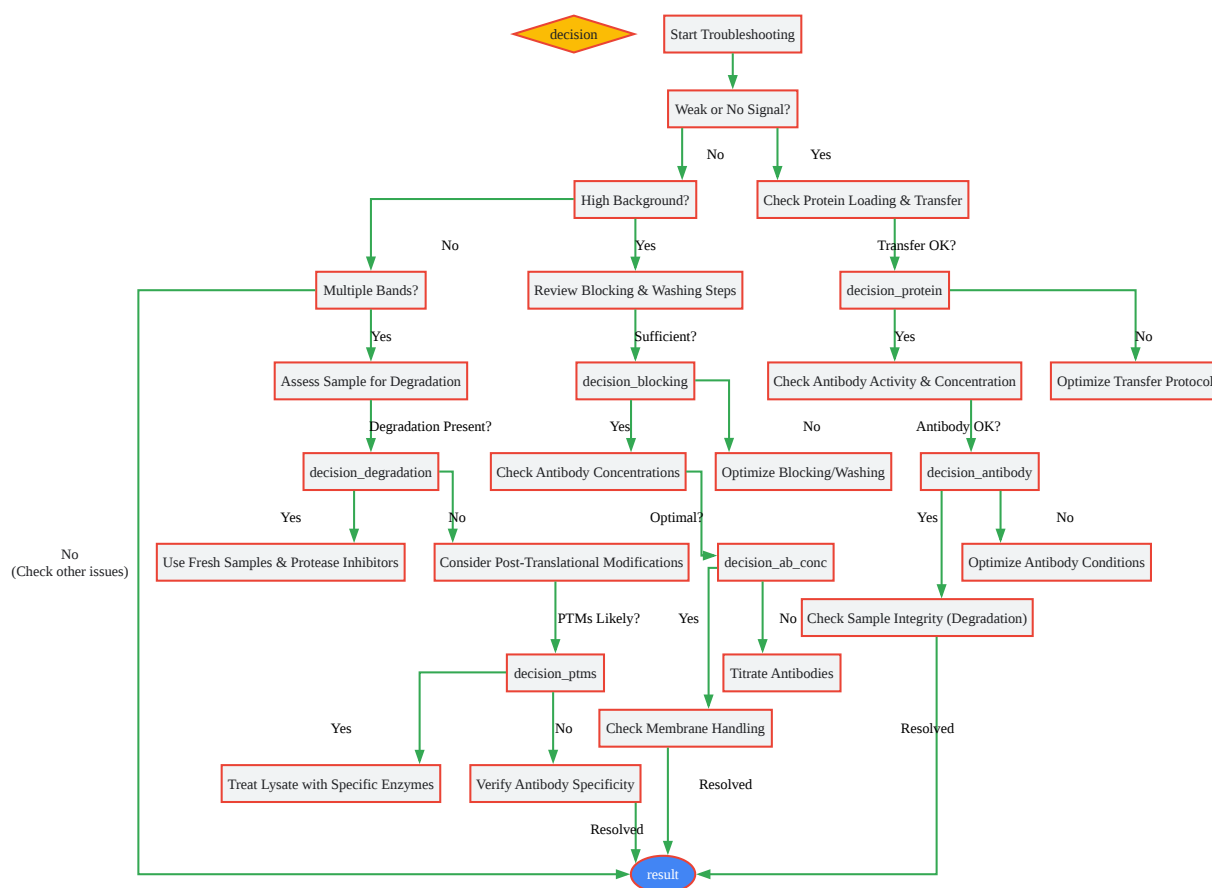 decision
Start Troubleshooting
Weak or No Signal?
No
Yes
High Background?
Check Protein Loading & Transfer
No
Yes
Transfer OK?
Multiple Bands?
Review Blocking & Washing Steps
decision_protein
Yes
Sufficient?
Yes
No
Assess Sample for Degradation
decision_blocking
Check Antibody Activity & Concentration
Optimize Transfer Protocol
Degradation Present?
Yes
No
Antibody OK?
decision_degradation
Check Antibody Concentrations
Optimize Blocking/Washing
decision_antibody
Yes
No
Optimal?
Yes
No
No
(Check other issues)
Use Fresh Samples & Protease Inhibitors
Consider Post-Translational Modifications
decision_ab_conc
Optimize Antibody Conditions
PTMs Likely?
Yes
No
Check Sample Integrity (Degradation)
decision_ptms
Titrate Antibodies
Yes
No
Check Membrane Handling
Resolved
Treat Lysate with Specific Enzymes
Verify Antibody Specificity
Resolved
Resolved
result